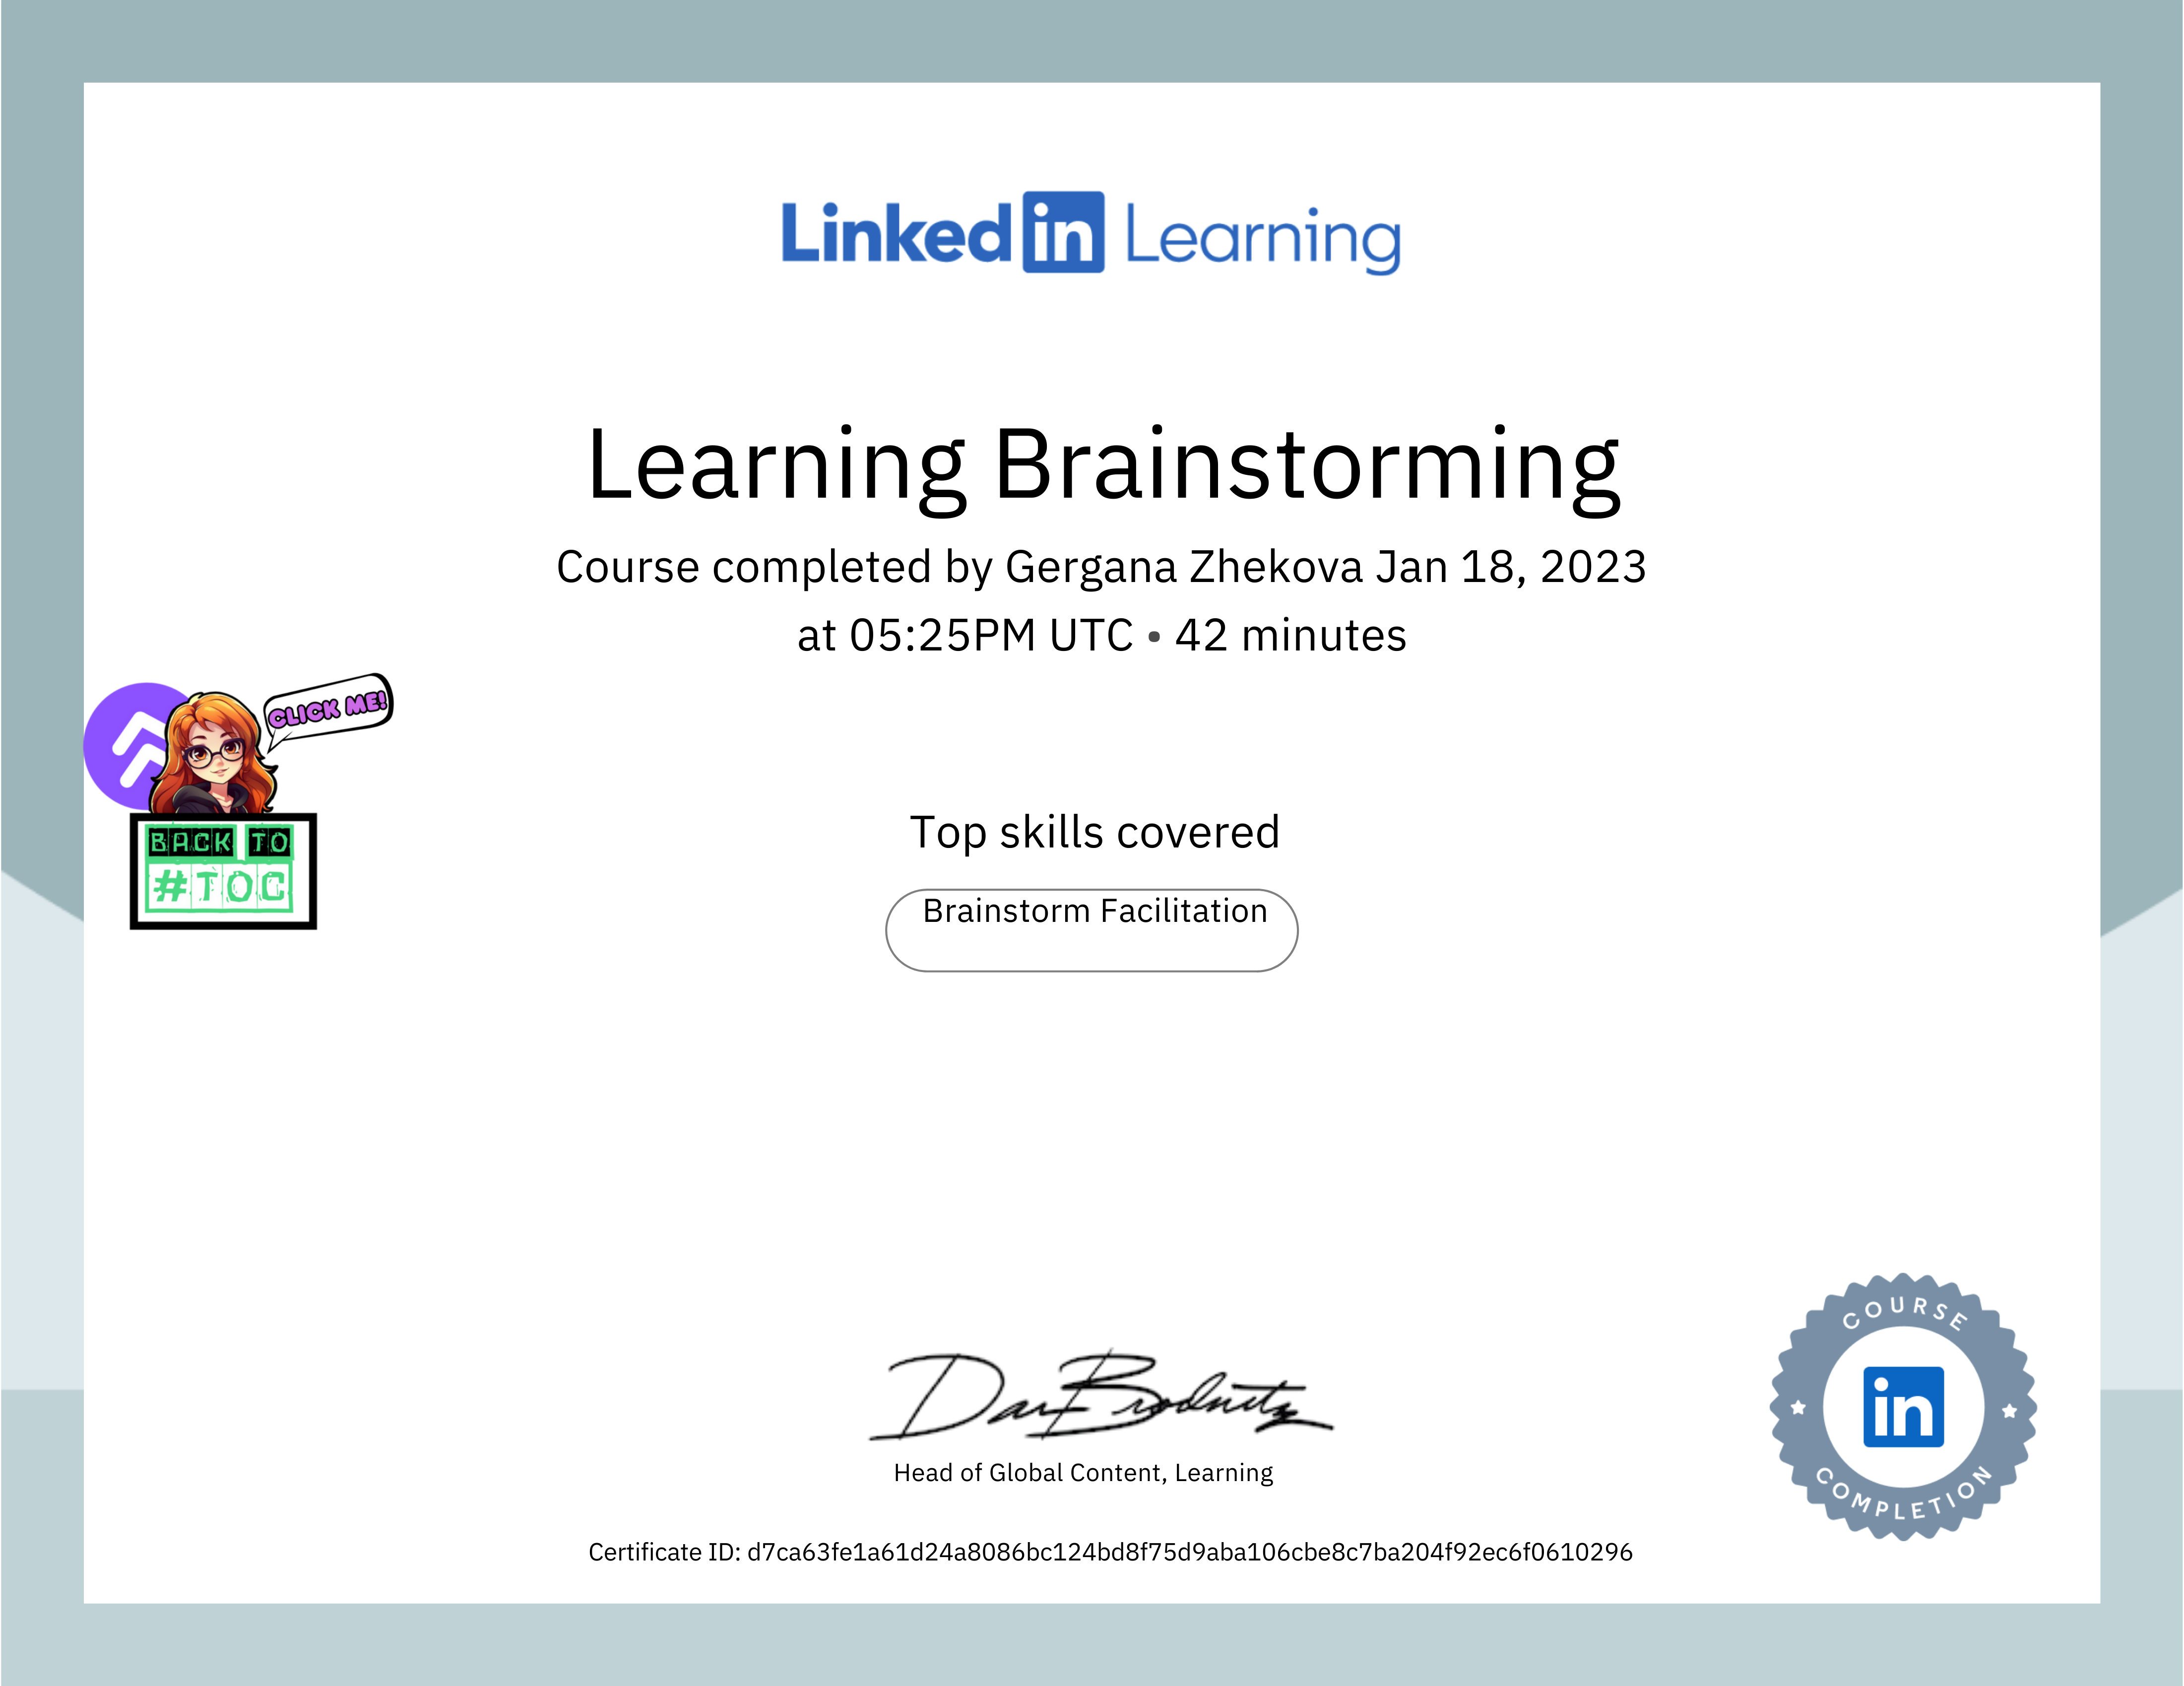 Linked in Learning
Learning Brainstorming
Course completed by Gergana Zhekova Jan 18, 2023
at 05:25PM UTC • 42 minutes
CLICK ME!
BACK TO
#TOC
Top skills covered
Brainstorm Facilitation
Dan Brodnitz
Head of Global Content, Learning
Certificate ID: d7ca63fe1a61d24a8086bc124bd8f75d9aba106cbe8c7ba204f92ec6f0610296
COURSE
in
COMPLETION